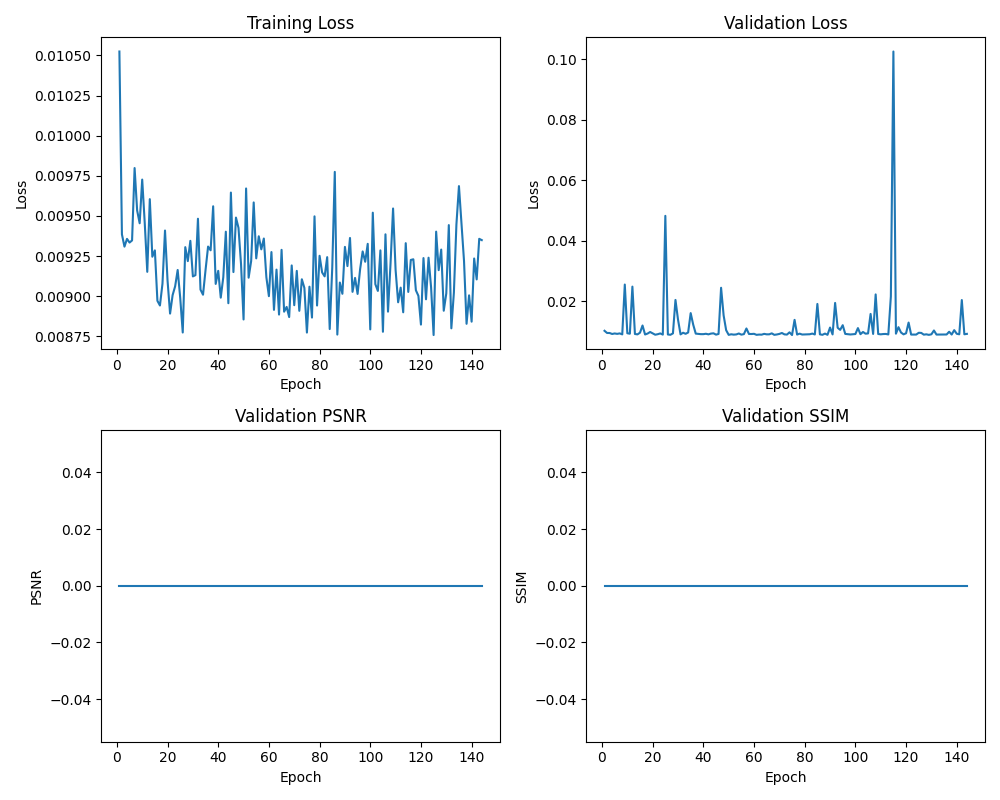 Training Loss
0.01050
0.01025
0.01000
0.00975
0.00950
0.00925
0.00900
0.00875
Loss
0 20 40 60 80 100 120 140
Epoch
Validation Loss
0.10
0.08
0.06
0.04
0.02
Loss
0 20 40 60 80 100 120 140
Epoch
Validation PSNR
0.04
0.02
0.00
−0.02
−0.04
PSNR
0 20 40 60 80 100 120 140
Epoch
Validation SSIM
0.04
0.02
0.00
−0.02
−0.04
SSIM
0 20 40 60 80 100 120 140
Epoch